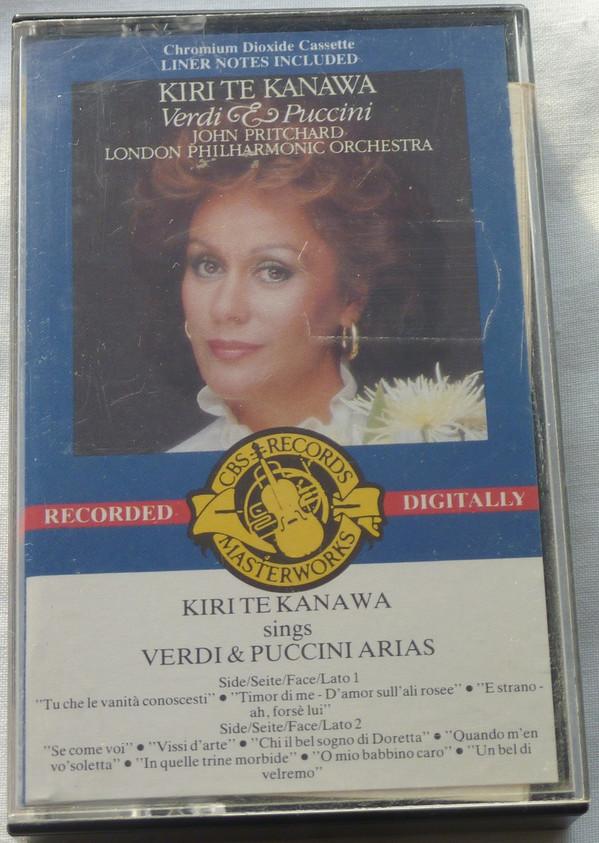 Chromium Dioxide Cassette
LINER NOTES INCLUDED
KIRI TE KANAWA
Verdi & Puccini
JOHN PRITCHARD
LONDON PHILHARMONIC ORCHESTRA
CBS RECORDS
MASTERWORKS
RECORDED DIGITALLY
KIRI TE KANAWA
sings
VERDI & PUCCINI ARIAS
Side/Seite/Face/Lato 1
"Tu che le vanità conoscesti" ● "Timor di me - D'amor sull'ali rosee" ● "E strano -
ah, forsè lui"
Side/Seite/Face/Lato 2
"Se come voi" ● "Vissi d'arte" ● "Chi il bel sogno di Doretta" ● "Quando m'en
vo'soletta" ● "In quelle trine morbide" ● "O mio babbino caro" ● "Un bel di
velremo"